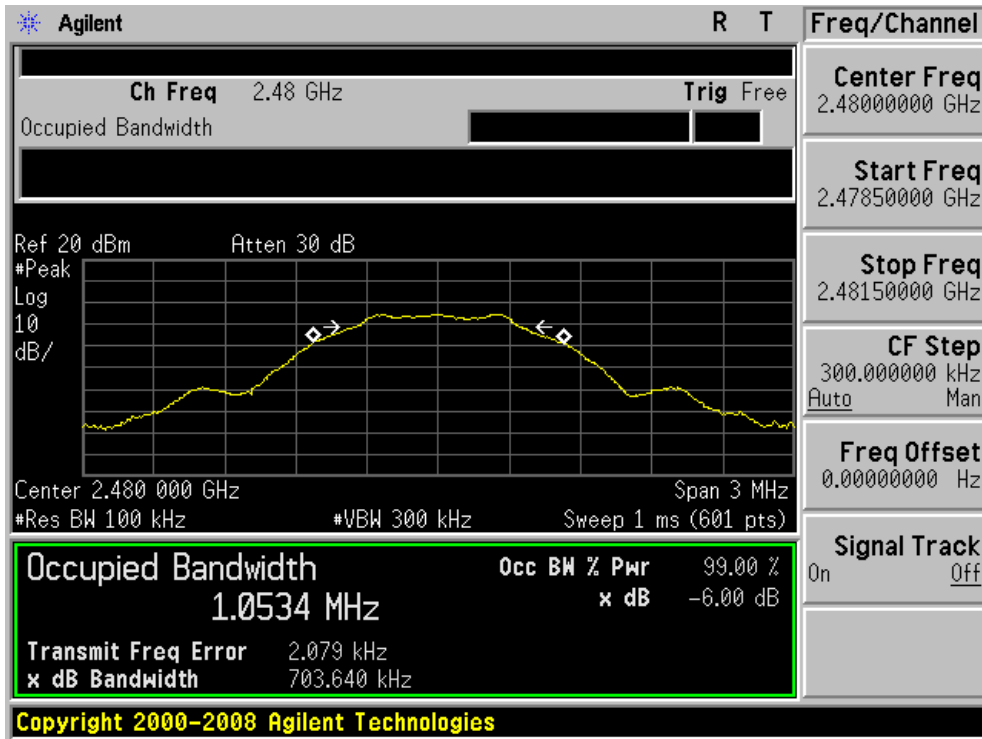 Agilent R T
Freq/Channel
Ch Freq 2.48 GHz Trig Free
Occupied Bandwidth
Center Freq
2.48000000 GHz
Start Freq
2.47850000 GHz
Stop Freq
2.48150000 GHz
CF Step
300.000000 kHz
Auto Man
Freq Offset
0.00000000 Hz
Signal Track
On Off
Ref 20 dBm Atten 30 dB
#Peak
Log
10
dB/
Center 2.480 000 GHz Span 3 MHz
#Res BW 100 kHz #VBW 300 kHz Sweep 1 ms (601 pts)
Occupied Bandwidth
1.0534 MHz
Occ BW % Pwr 99.00 %
x dB -6.00 dB
Transmit Freq Error 2.079 kHz
x dB Bandwidth 703.640 kHz
Copyright 2000-2008 Agilent Technologies